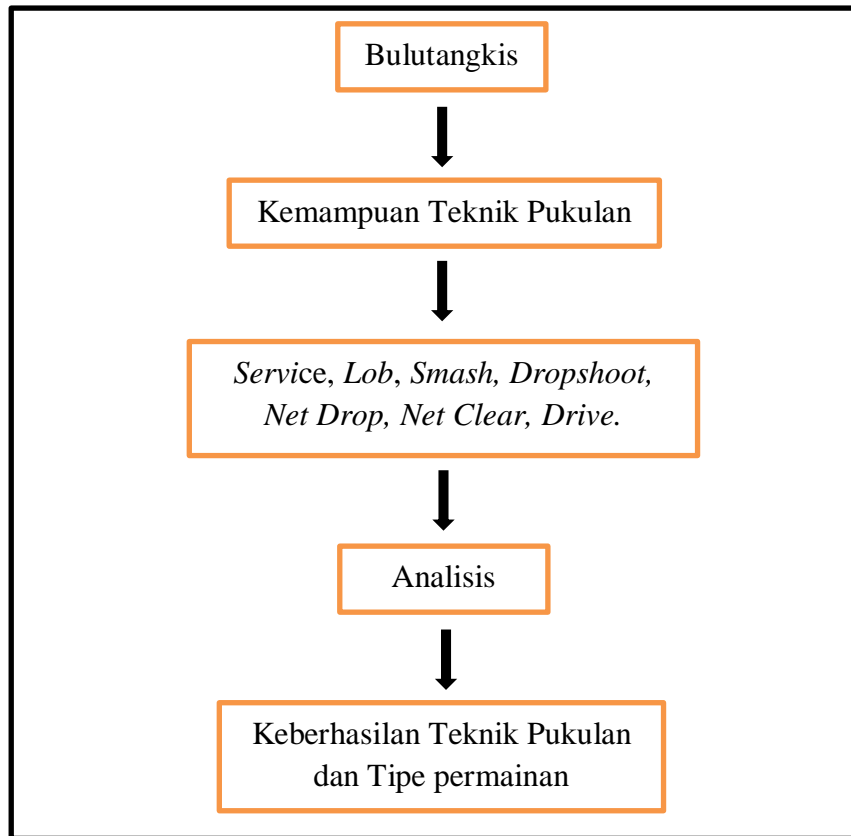 Bulutangkis
Kemampuan Teknik Pukulan
Service, Lob, Smash, Dropshoot,
Net Drop, Net Clear, Drive.
Analisis
Keberhasilan Teknik Pukulan
dan Tipe permainan